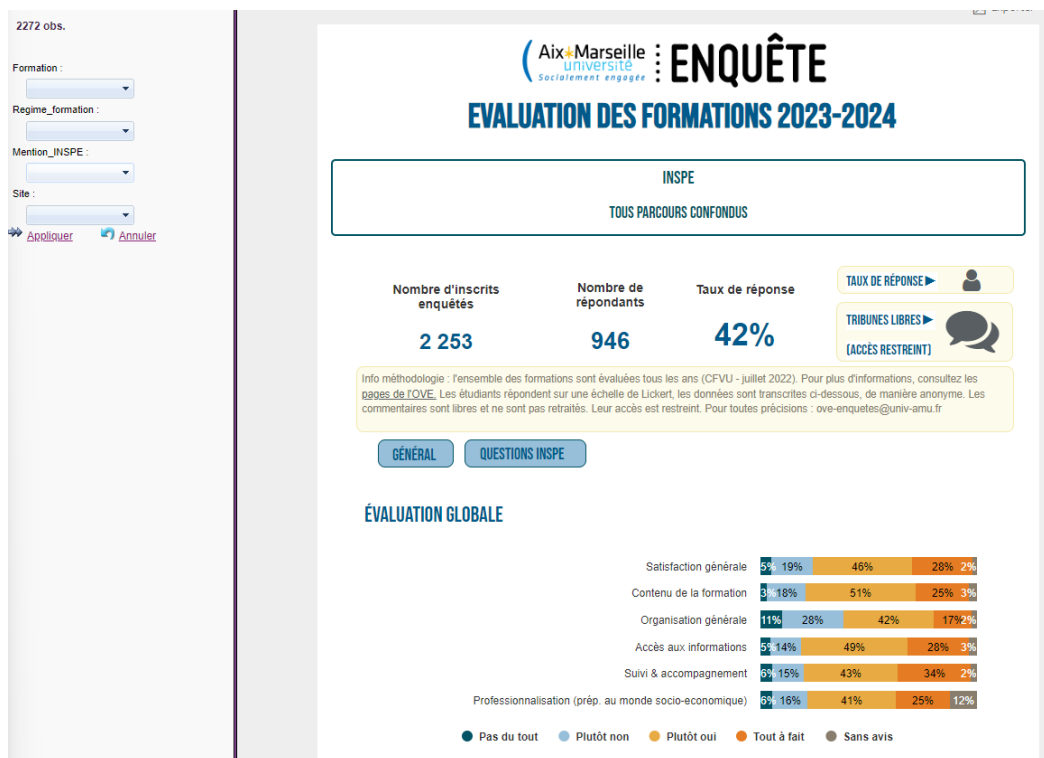 2272 obs.
Formation :
Regime_formation :
Mention_INSPE :
Site :
Appliquer Annuler
Aix*Marseille
université
Socialement engagée
ENQUÊTE
EVALUATION DES FORMATIONS 2023-2024
INSPE
TOUS PARCOURS CONFONDUS
Nombre d'inscrits
enquêtés
2 253
Nombre de
répondants
946
Taux de réponse
42%
TAUX DE RÉPONSE ▶
TRIBUNES LIBRES ▶
(ACCÈS RESTREINT)
Info méthodologie : l'ensemble des formations sont évaluées tous les ans (CFVU - juillet 2022). Pour plus d'informations, consultez les
pages de l'OVE. Les étudiants répondent sur une échelle de Lickert, les données sont transcrites ci-
dessous, de manière anonyme. Les
commentaires sont libres et ne sont pas retraités. Leur accès est restreint. Pour toutes précisions : ove-enquetes@univ-amu.fr
GÉNÉRAL QUESTIONS INSPE
ÉVALUATION GLOBALE
Satisfaction générale 5% 19% 46% 28% 2%
Contenu de la formation 3% 18% 51% 25% 3%
Organisation générale 11% 28% 42% 17% 2%
Accès aux informations 5% 14% 49% 28% 3%
Suivi & accompagnement 6% 15% 43% 34% 2%
Professionnalisation (prép. au monde socio-economique) 6% 16% 41% 25% 12%
Pas du tout Plutôt non Plutôt oui Tout à fait Sans avis